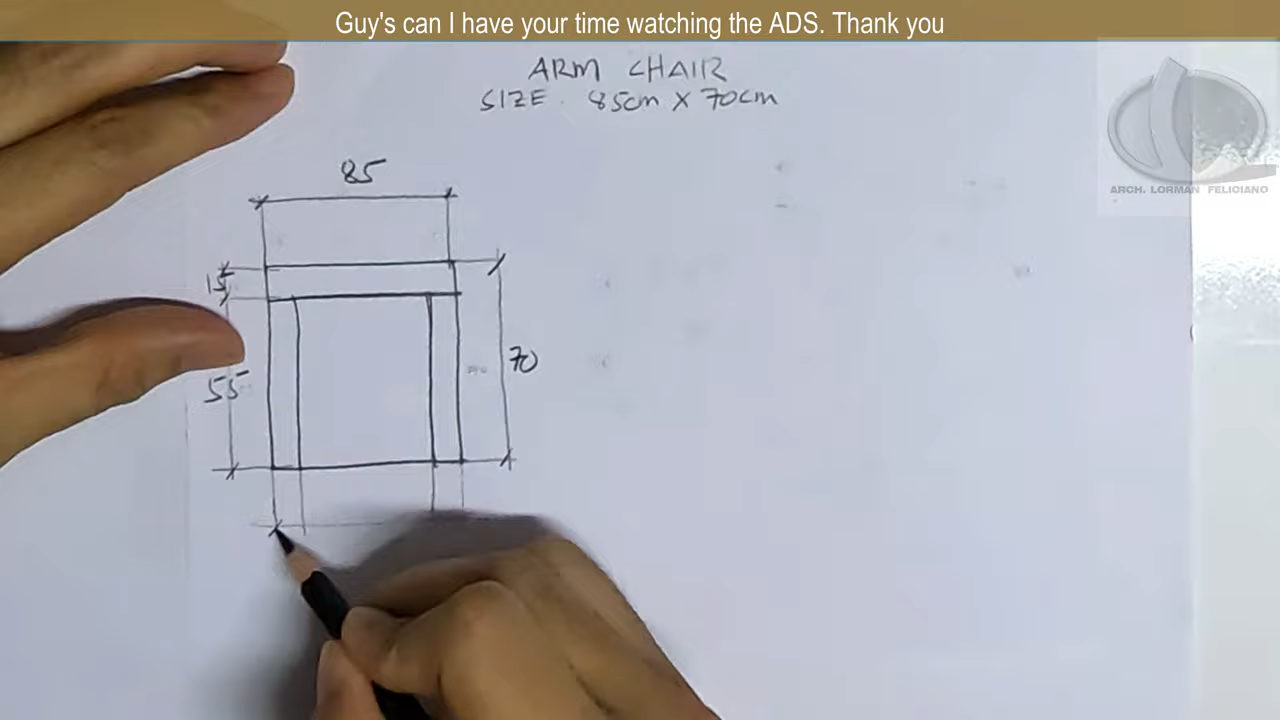 Guy's can I have your time watching the ADS. Thank you
ARM CHAIR
SIZE. 85cm X 70cm
ARCH. LORMAN FELICIANO
85
15
55
70